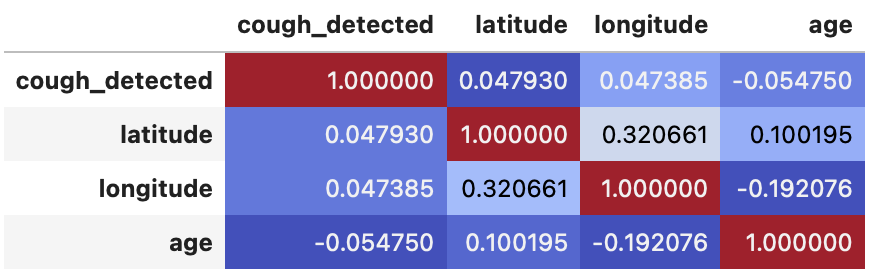 cough_detected latitude longitude age
cough_detected 1.000000 0.047930 0.047385 -0.054750
latitude 0.047930 1.000000 0.320661 0.100195
longitude 0.047385 0.320661 1.000000 -0.192076
age -0.054750 0.100195 -0.192076 1.000000